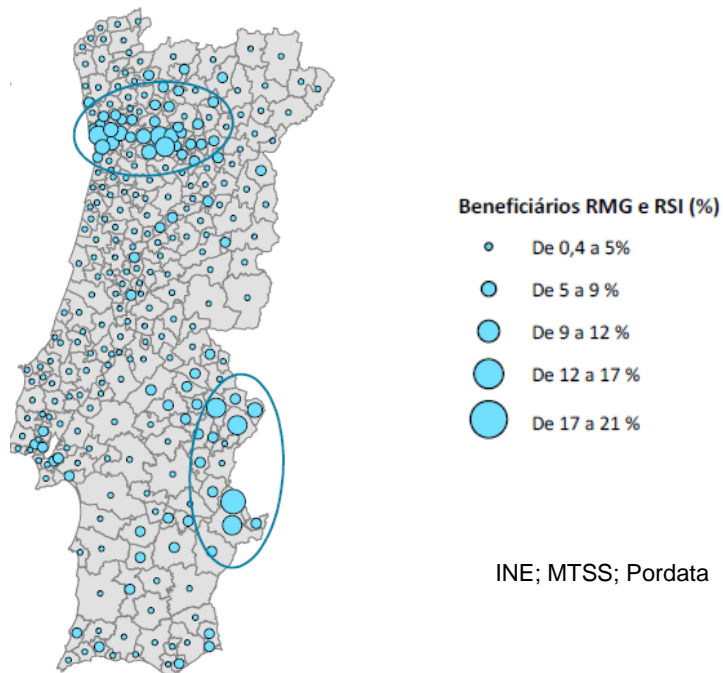 Beneficiários RMG e RSI (%)
De 0,4 a 5%
De 5 a 9 %
De 9 a 12 %
De 12 a 17 %
De 17 a 21 %
INE; MTSS; Pordata